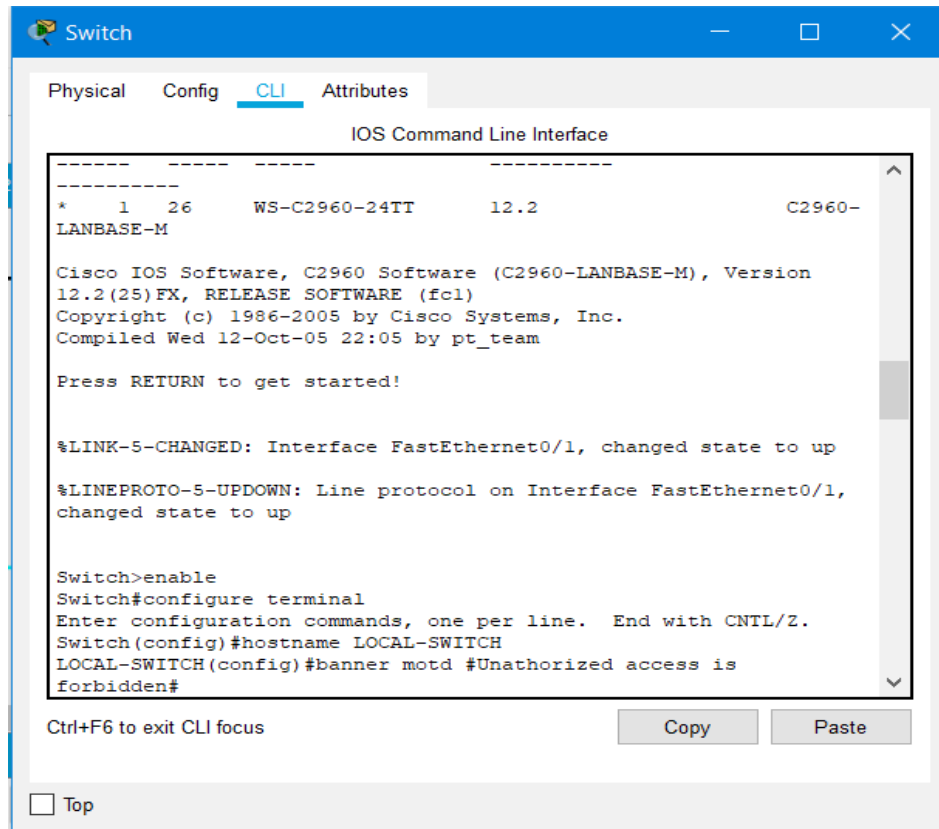 Switch
Physical Config CLI Attributes
IOS Command Line Interface
------ ----- ----- ----------
----------
* 1 26 WS-C2960-24TT 12.2 C2960-
LANBASE-M
Cisco IOS Software, C2960 Software (C2960-LANBASE-M), Version
12.2(25)FX, RELEASE SOFTWARE (fc1)
Copyright (c) 1986-2005 by Cisco Systems, Inc.
Compiled Wed 12-Oct-05 22:05 by pt_team
Press RETURN to get started!
%LINK-5-CHANGED: Interface FastEthernet0/1, changed state to up
%LINEPROTO-5-UPDOWN: Line protocol on Interface FastEthernet0/1,
changed state to up
Switch>enable
Switch#configure terminal
Enter configuration commands, one per line. End with CNTL/Z.
Switch(config)#hostname LOCAL-SWITCH
LOCAL-SWITCH(config)#banner motd #Unathorized access is
forbidden#
Ctrl+F6 to exit CLI focus
Copy Paste
Top